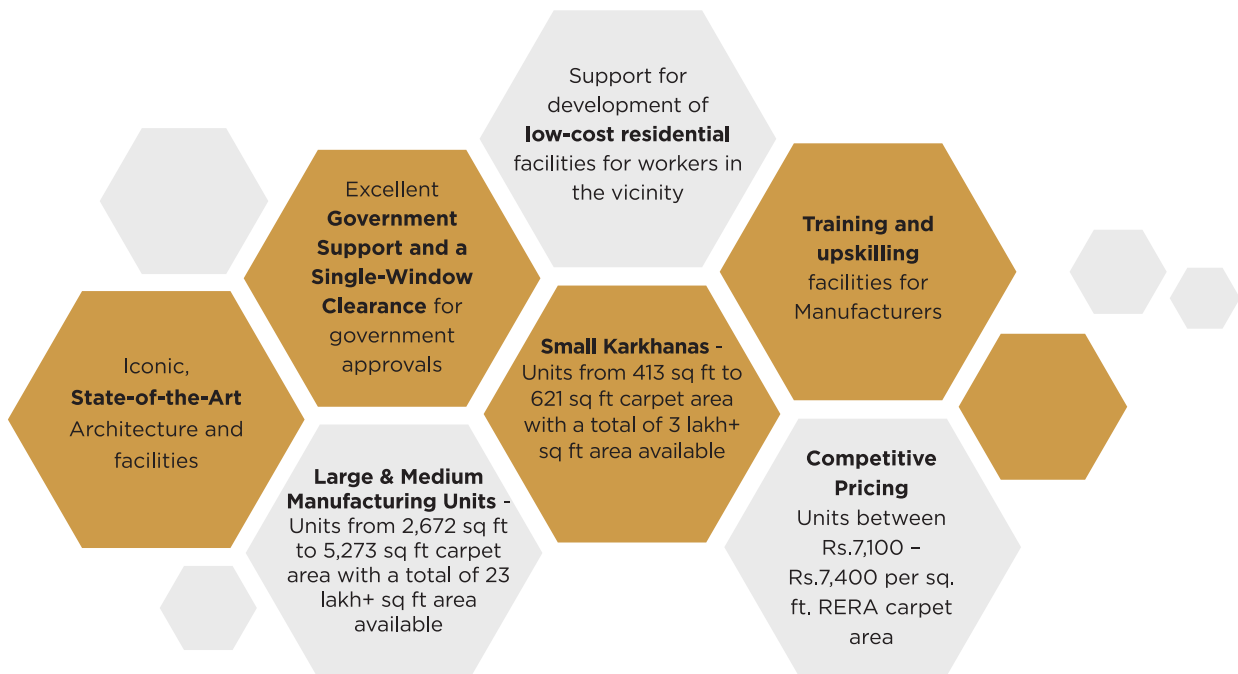 Support for
development of
low-cost residential
facilities for workers in
the vicinity
Excellent
Government
Support and a
Single-Window
Clearance for
government
approvals
Training and
upskilling
facilities for
Manufacturers
Iconic,
State-of-the-Art
Architecture and
facilities
Small Karkhanas -
Units from 413 sq ft to
621 sq ft carpet area
with a total of 3 lakh+
sq ft area available
Large & Medium
Manufacturing Units -
Units from 2,672 sq ft
to 5,273 sq ft carpet
area with a total of 23
lakh+ sq ft area
available
Competitive
Pricing
Units between
Rs.7,100 –
Rs.7,400 per sq.
ft. RERA carpet
area